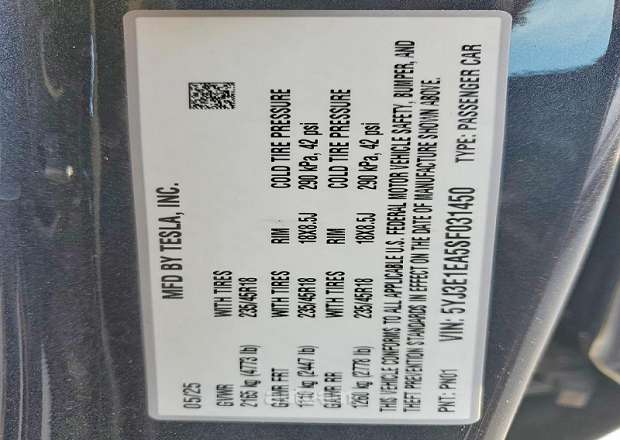 MFD BY TESLA, INC.
05/25
GVWR WITH TIRES
2165 kg (4773 lb) 235/45R18
GAWR FRT WITH TIRES RIM COLD TIRE PRESSURE
1110 kg (2447 lb) 235/45R18 18X8.5J 290 kPa, 42 psi
GAWR RR WITH TIRES RIM COLD TIRE PRESSURE
1260 kg (2778 lb) 235/45R18 18X8.5J 290 kPa, 42 psi
THIS VEHICLE CONFORMS TO ALL APPLICABLE U.S. FEDERAL MOTOR VEHICLE SAFETY, BUMPER, AND
THEFT PREVENTION STANDARDS IN EFFECT ON THE DATE OF MANUFACTURE SHOWN ABOVE.
VIN: 5YJ3E1EA5SF031450
PKT: PN01 TYPE: PASSENGER CAR